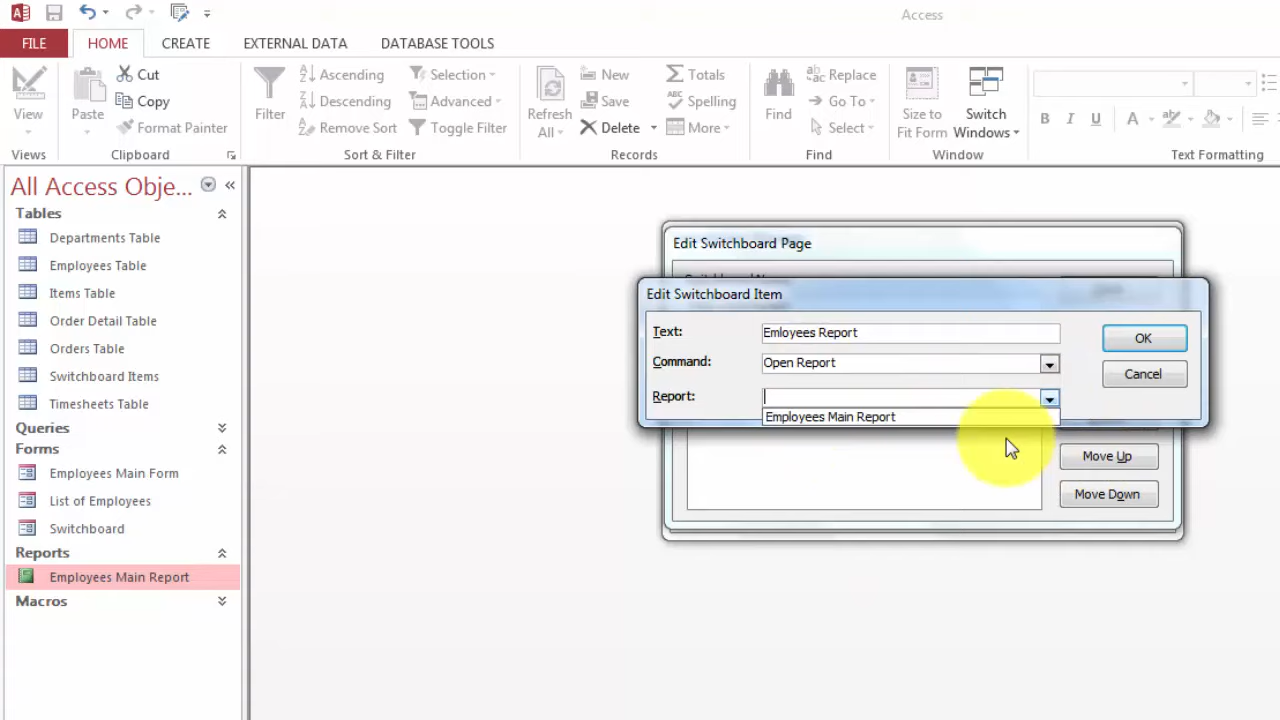 Access
FILE HOME CREATE EXTERNAL DATA DATABASE TOOLS
View
Views
Paste
Cut
Copy
Format Painter
Clipboard
Filter
Ascending
Descending
Remove Sort
Selection
Advanced
Toggle Filter
Sort & Filter
Refresh
All
New
Save
Delete
Totals
Spelling
More
Records
Find
Replace
Go To
Select
Find
Size to
Fit Form
Switch
Windows
Window
B I U A
Text Formatting
All Access Obje...
Tables
Departments Table
Employees Table
Items Table
Order Detail Table
Orders Table
Switchboard Items
Timesheets Table
Queries
Forms
Employees Main Form
List of Employees
Switchboard
Reports
Employees Main Report
Macros
Edit Switchboard Page
Edit Switchboard Item
Text: Emloyees Report
Command: Open Report
Report:
Employees Main Report
OK
Cancel
Move Up
Move Down